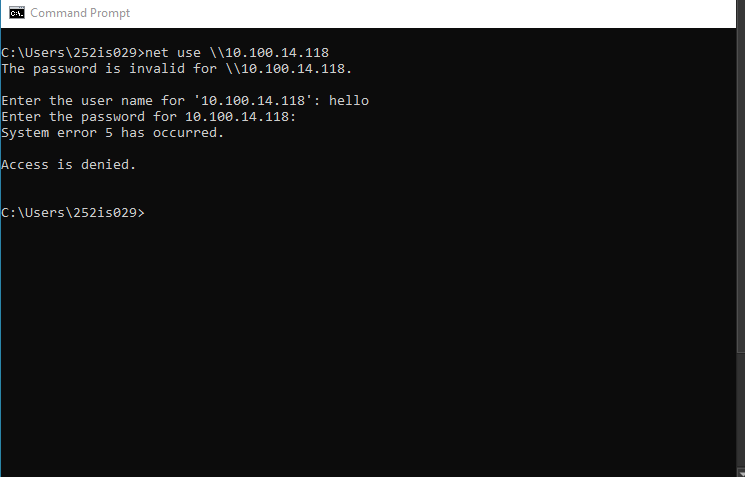 Command Prompt
C:\Users\252is029>net use \\10.100.14.118
The password is invalid for \\10.100.14.118.
Enter the user name for '10.100.14.118': hello
Enter the password for 10.100.14.118:
System error 5 has occurred.
Access is denied.
C:\Users\252is029>